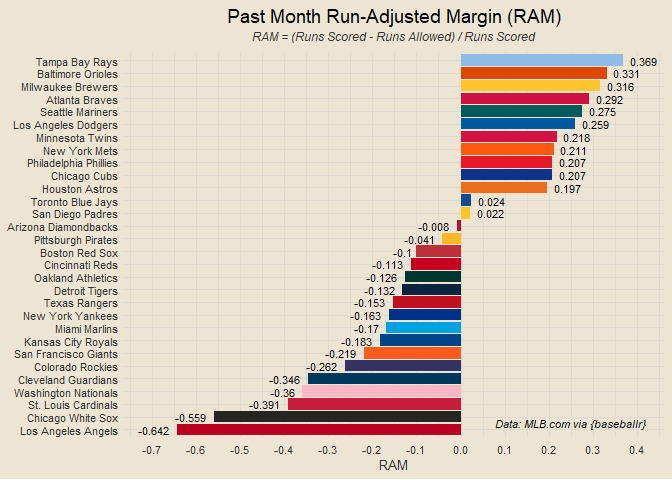 Past Month Run-Adjusted Margin (RAM)
RAM = (Runs Scored - Runs Allowed) / Runs Scored
Tampa Bay Rays 0.369
Baltimore Orioles 0.331
Milwaukee Brewers 0.316
Atlanta Braves 0.292
Seattle Mariners 0.275
Los Angeles Dodgers 0.259
Minnesota Twins 0.218
New York Mets 0.211
Philadelphia Phillies 0.207
Chicago Cubs 0.207
Houston Astros 0.197
Toronto Blue Jays 0.024
San Diego Padres 0.022
Arizona Diamondbacks -0.008
Pittsburgh Pirates -0.041
Boston Red Sox -0.1
Cincinnati Reds -0.113
Oakland Athletics -0.126
Detroit Tigers -0.132
Texas Rangers -0.153
New York Yankees -0.163
Miami Marlins -0.17
Kansas City Royals -0.183
San Francisco Giants -0.219
Colorado Rockies -0.262
Cleveland Guardians -0.346
Washington Nationals -0.36
St. Louis Cardinals -0.391
Chicago White Sox -0.559
Los Angeles Angels -0.642
Data: MLB.com via {baseballr}
-0.7 -0.6 -0.5 -0.4 -0.3 -0.2 -0.1 0.0 0.1 0.2 0.3 0.4
RAM